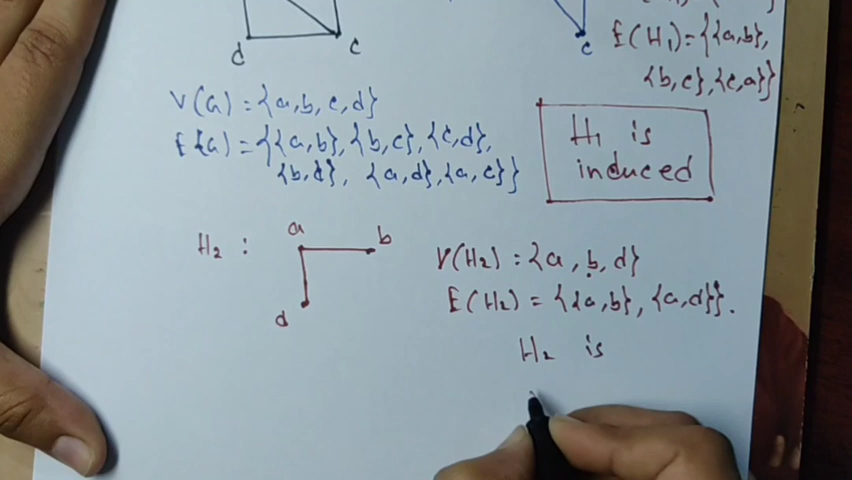 d
c
c
E(H₁)={{a,b},
{b,c},{c,a}}
V(G)={a,b,c,d}
E(G)={{a,b},{b,c},{c,d},
{b,d}, {a,d},{a,c}}
H₁ is
induced
H₂ :
a
b
d
V(H₂)={a,b,d}
E(H₂)={{a,b},{a,d}}.
H₂ is